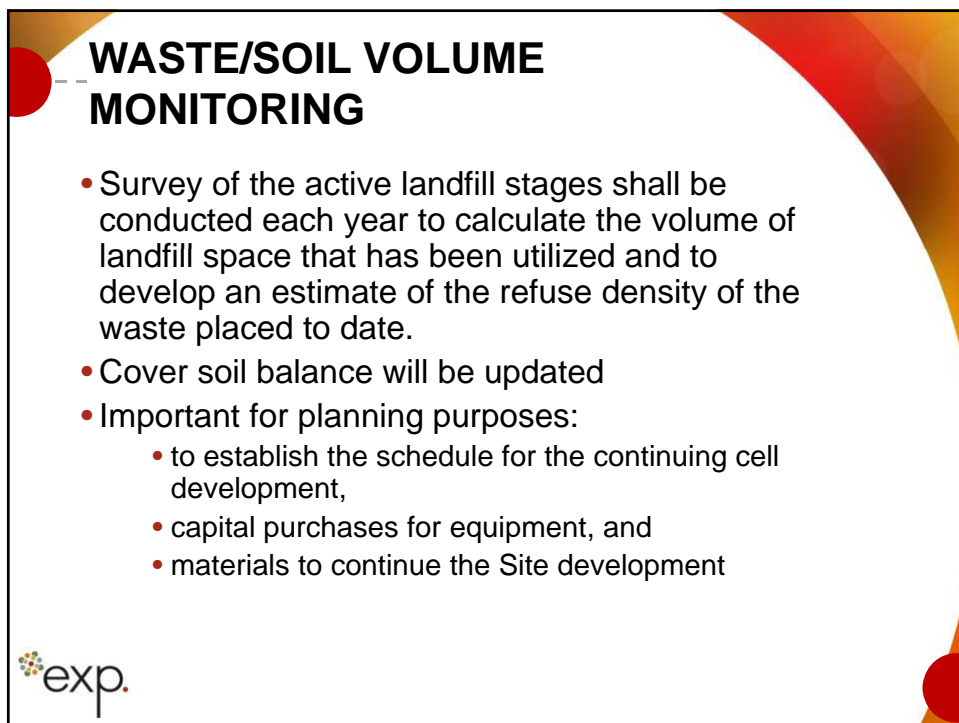 WASTE/SOIL VOLUME
MONITORING
• Survey of the active landfill stages shall be
conducted each year to calculate the volume of
landfill space that has been utilized and to
develop an estimate of the refuse density of the
waste placed to date.
• Cover soil balance will be updated
• Important for planning purposes:
• to establish the schedule for the continuing cell
development,
• capital purchases for equipment, and
• materials to continue the Site development
exp.